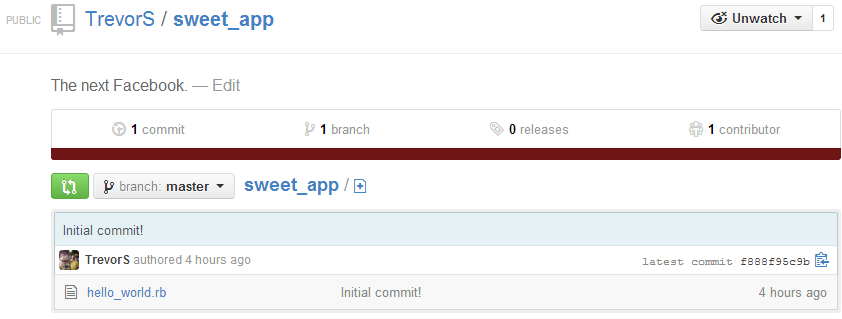 PUBLIC TrevorS / sweet_app Unwatch 1
The next Facebook. — Edit
1 commit 1 branch 0 releases 1 contributor
branch: master sweet_app /
Initial commit!
TrevorS authored 4 hours ago latest commit f888f95c9b
hello_world.rb Initial commit! 4 hours ago